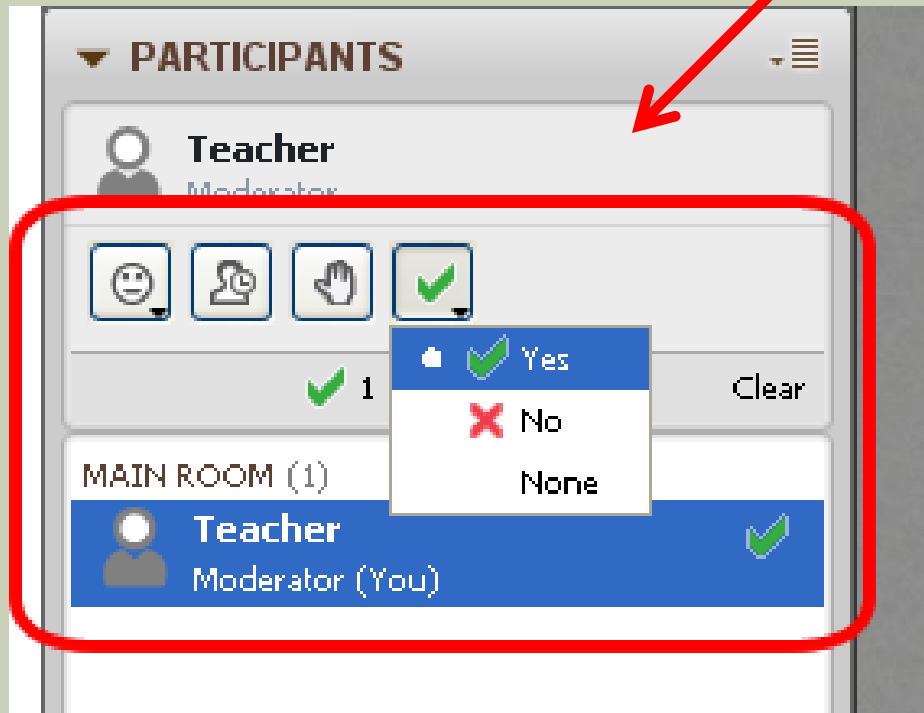 PARTICIPANTS
Teacher
Moderator
Yes
1
Clear
No
MAIN ROOM (1)
None
Teacher
Moderator (You)